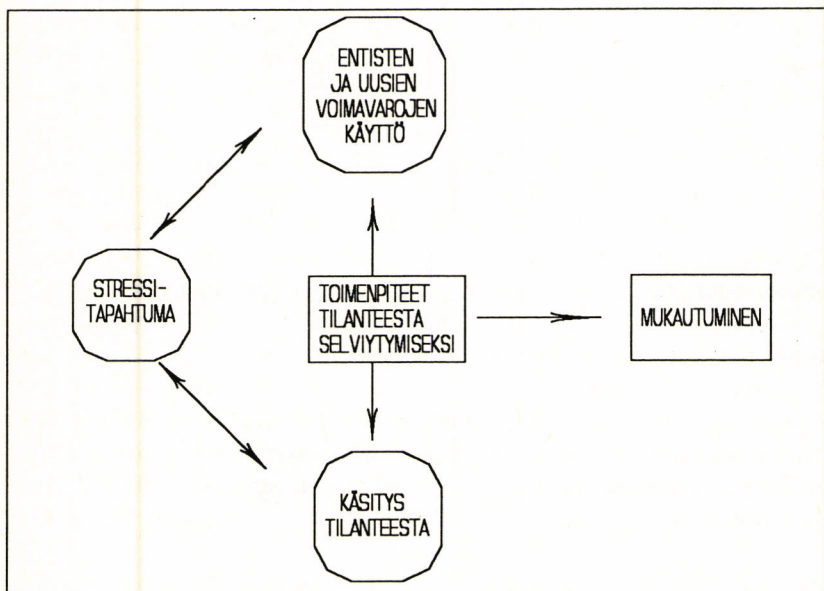 ENTISTEN
JA UUSIEN
VOIMAVAROJEN
KÄYTTÖ
STRESSI-
TAPAHTUMA
TOIMENPITEET
TILANTEESTA
SELVIYTYMISEKSI
MUKAUTUMINEN
KÄSITYS
TILANTEESTA